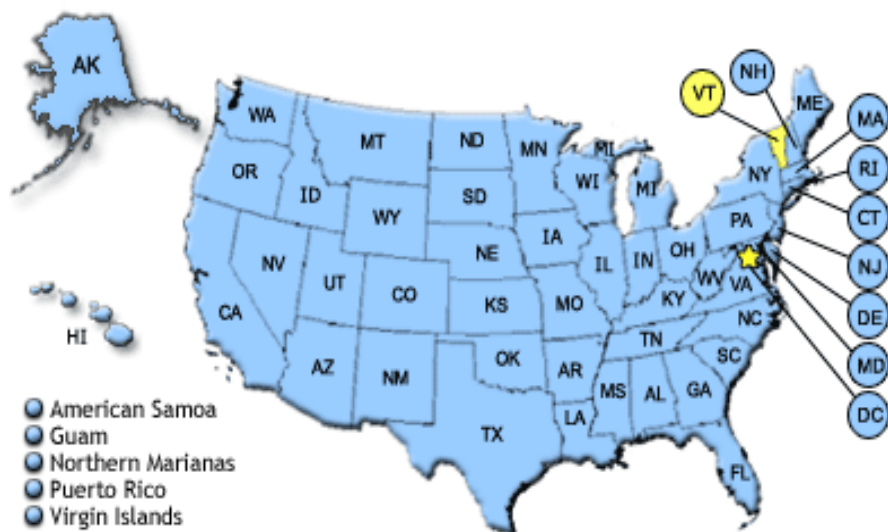 AK
VT
NH
ME
MA
RI
CT
NJ
DE
MD
DC
WA
MT
ND
MN
MI
OR
ID
SD
WI
MI
NY
WY
IA
PA
NE
IL
IN
OH
NV
UT
CO
WV
VA
CA
KS
MO
KY
NC
TN
AZ
NM
OK
AR
SC
MS
AL
GA
TX
LA
FL
HI
American Samoa
Guam
Northern Marianas
Puerto Rico
Virgin Islands